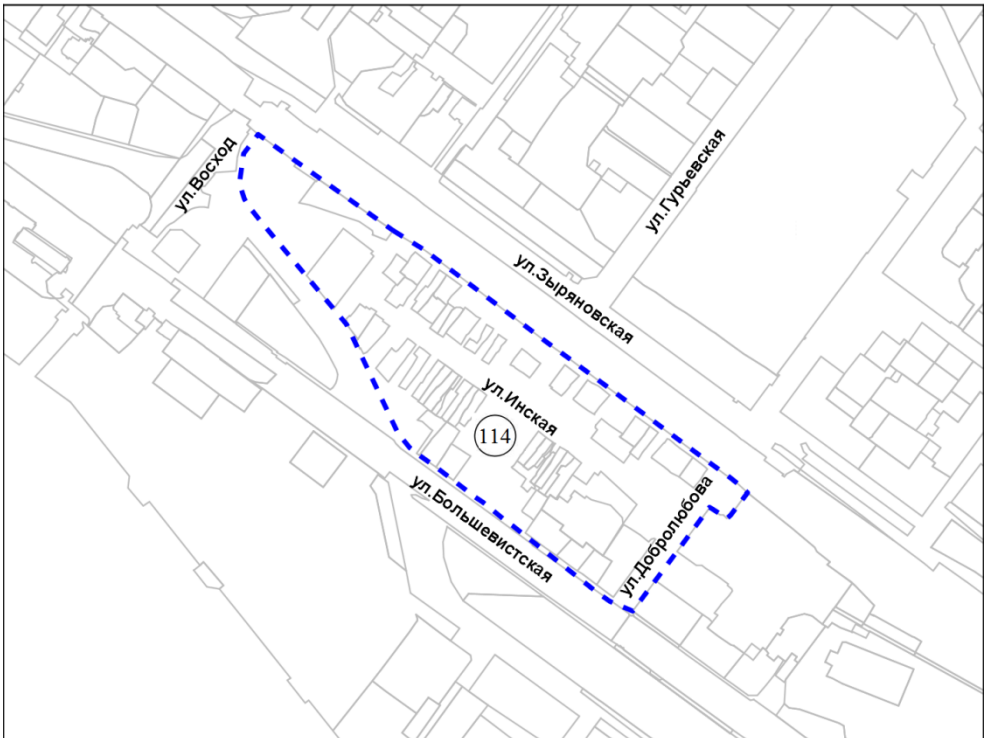 ул.Восход
ул.Гурьевская
ул.Зыряновская
ул.Инская
114
ул.Большевистская
ул.Добролюбова